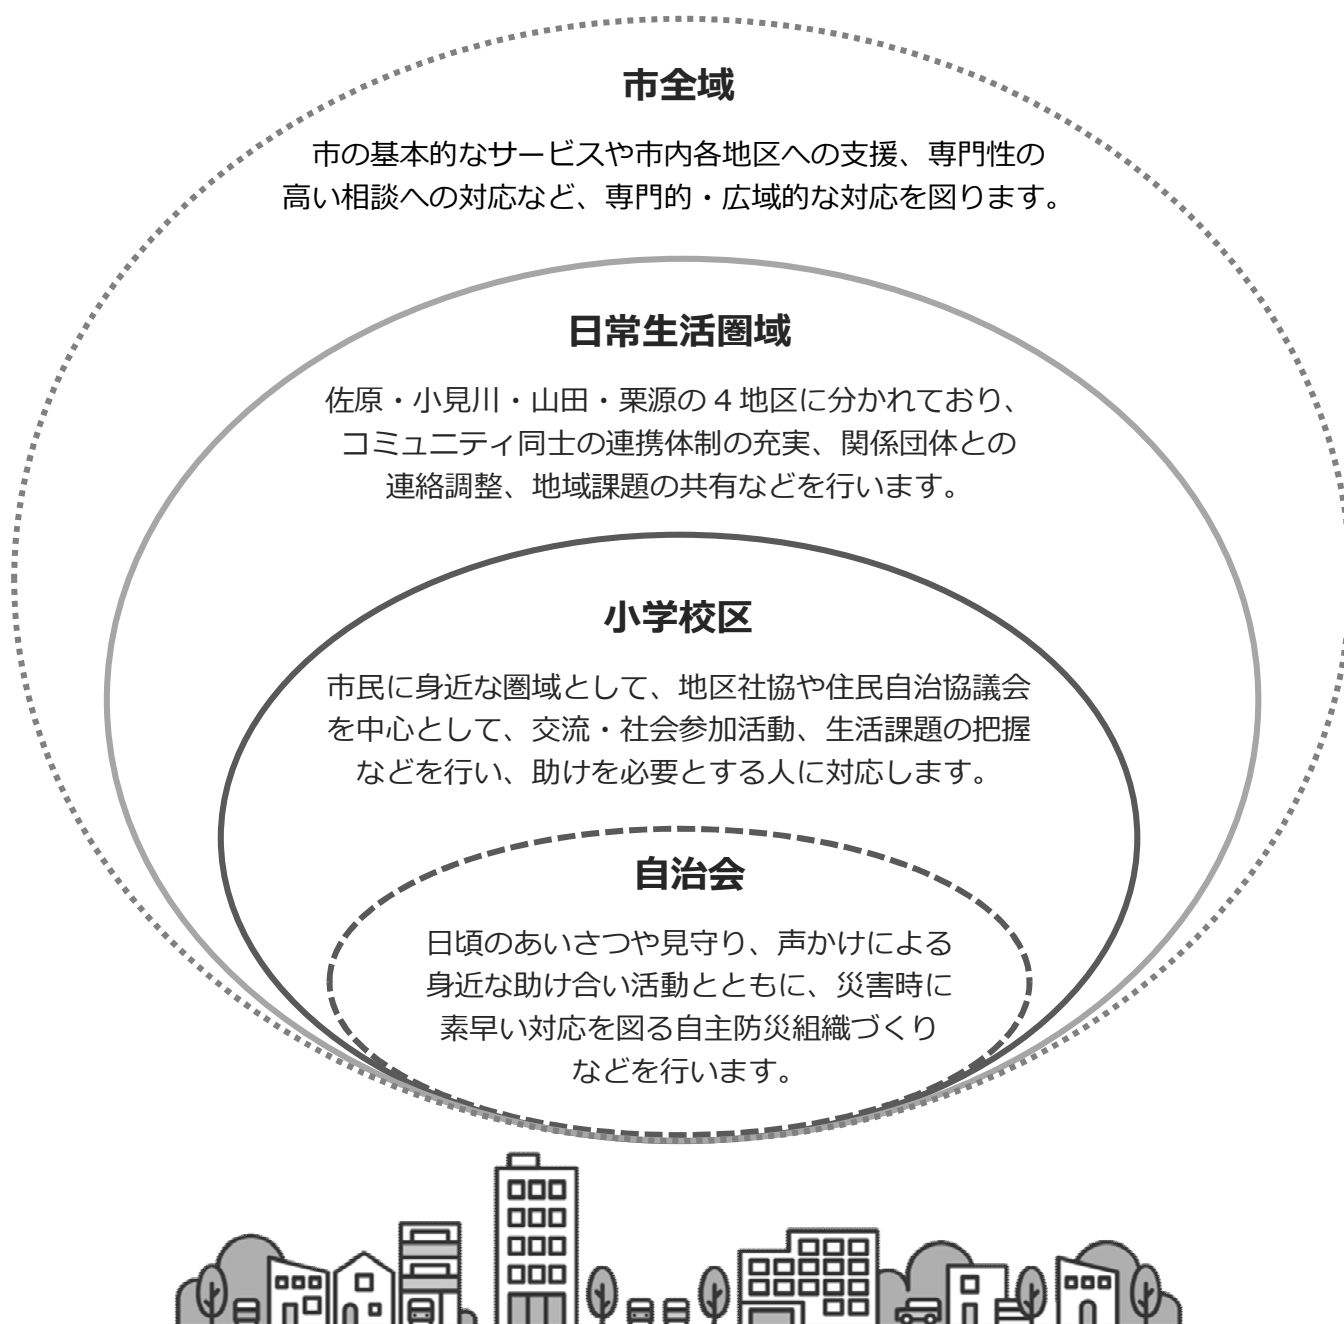 市全域
市の基本的なサービスや市内各地区への支援、専門性の
高い相談への対応など、専門的・広域的な対応を図ります。
日常生活圏域
佐原・小見川・山田・栗源の4地区に分かれており、
コミュニティ同士の連携体制の充実、関係団体との
連絡調整、地域課題の共有などを行います。
小学校区
市民に身近な圏域として、地区社協や住民自治協議会
を中心として、交流・社会参加活動、生活課題の把握
などを行い、助けを必要とする人に対応します。
自治会
日頃のあいさつや見守り、声かけによる
身近な助け合い活動とともに、災害時に
素早い対応を図る自主防災組織づくり
などを行います。